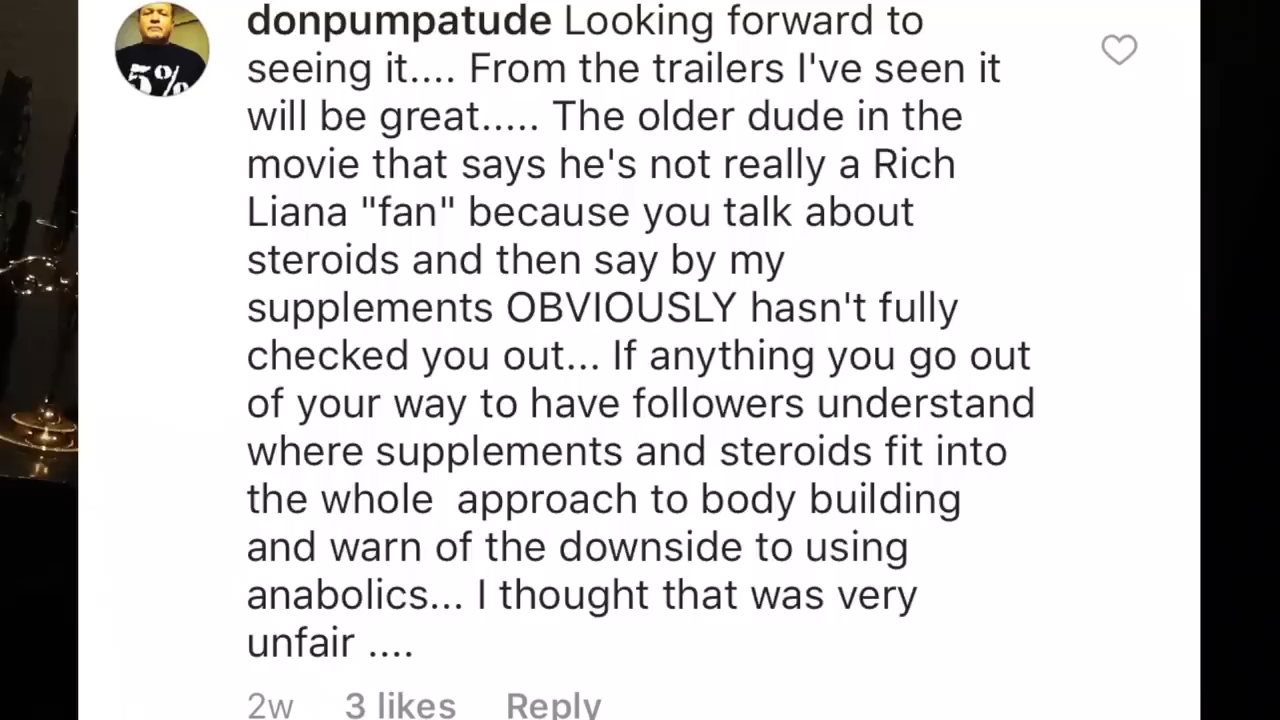 donpumpatude Looking forward to
seeing it.... From the trailers I've seen it
will be great..... The older dude in the
movie that says he's not really a Rich
Liana "fan" because you talk about
steroids and then say by my
supplements OBVIOUSLY hasn't fully
checked you out... If anything you go out
of your way to have followers understand
where supplements and steroids fit into
the whole  approach to body building
and warn of the downside to using
anabolics... I thought that was very
unfair ....
2w 3 likes Reply
5%